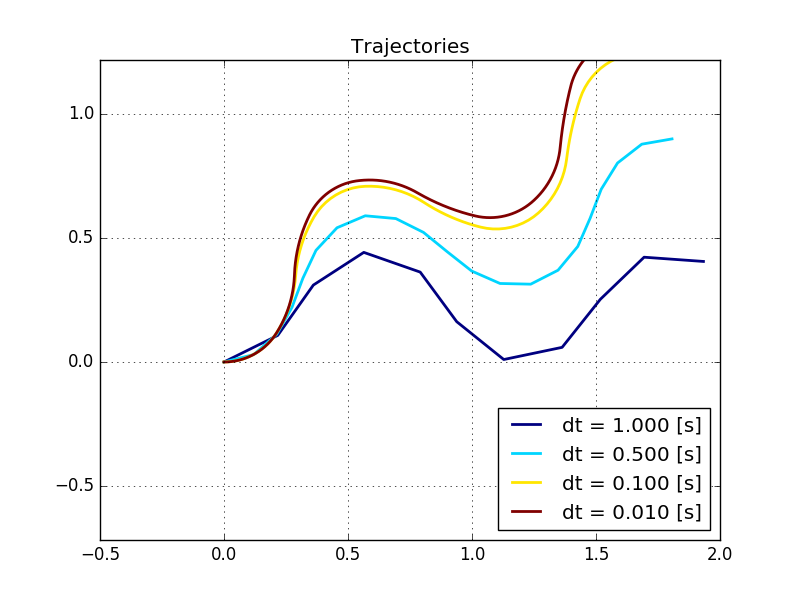 Trajectories
1.0
0.5
0.0
−0.5
−0.5 0.0 0.5 1.0 1.5 2.0
dt = 1.000 [s]
dt = 0.500 [s]
dt = 0.100 [s]
dt = 0.010 [s]